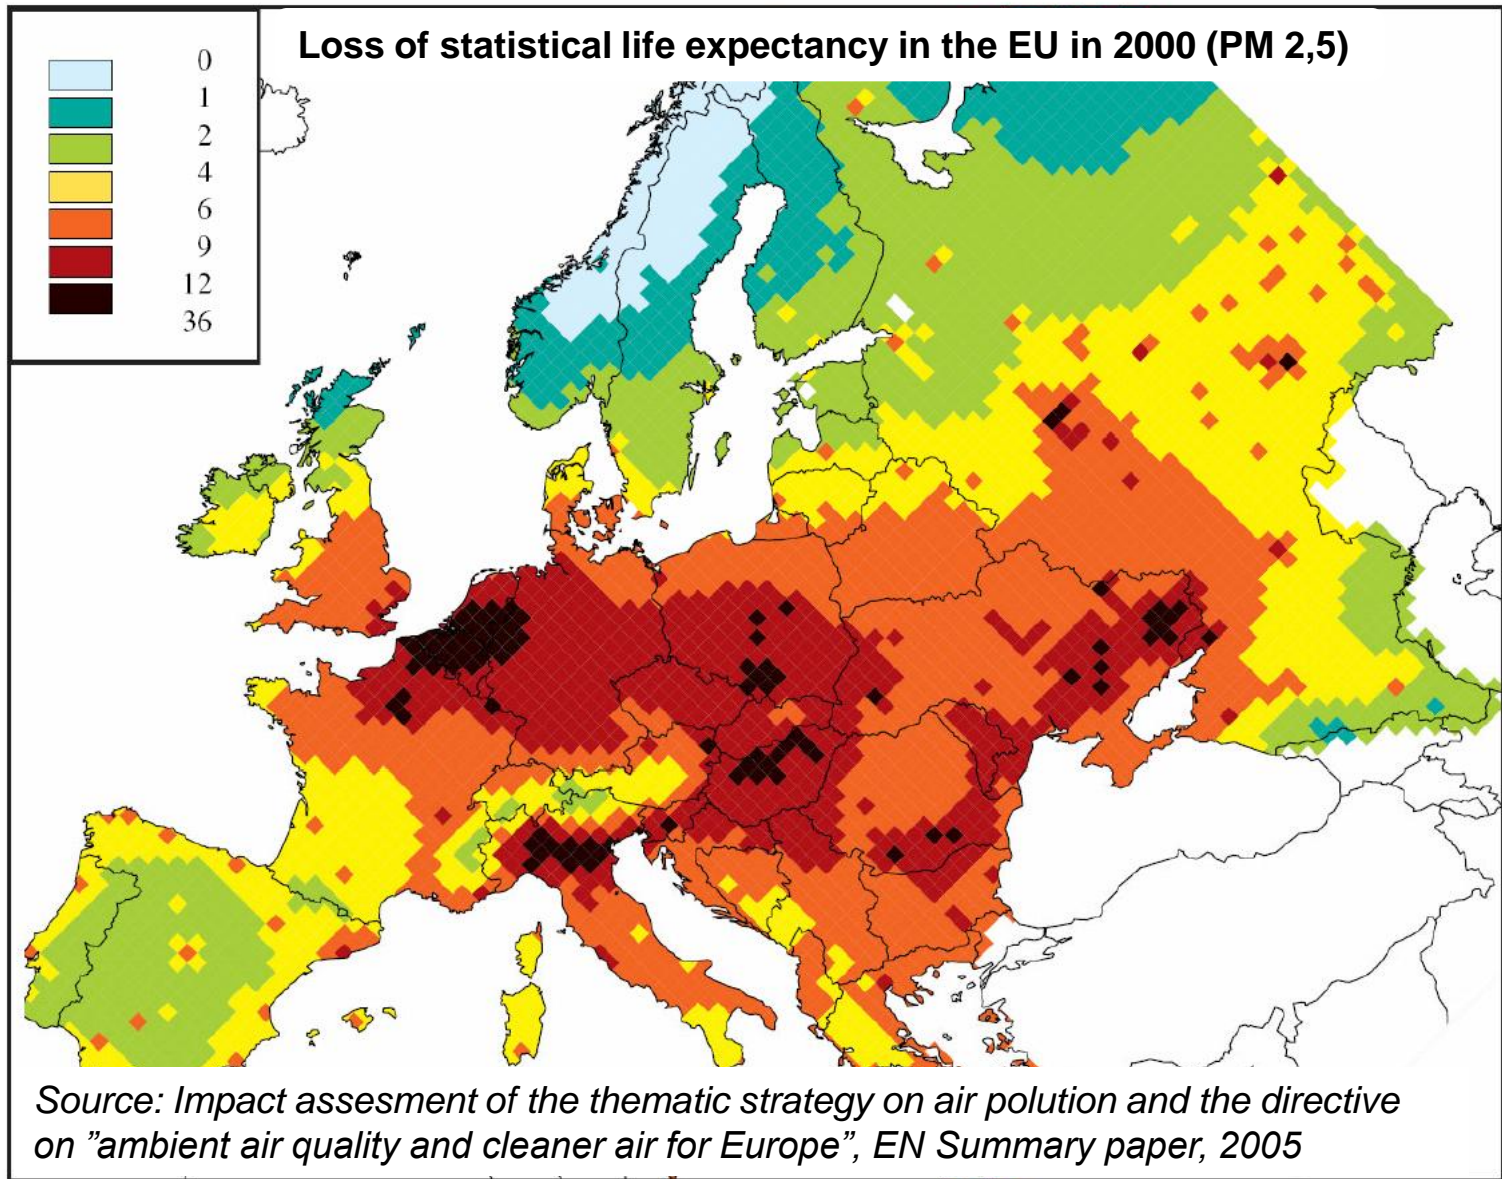 Loss of statistical life expectancy in the EU in 2000 (PM 2,5)
0
1
2
4
6
9
12
36
Source: Impact assesment of the thematic strategy on air polution and the directive
on ”ambient air quality and cleaner air for Europe”, EN Summary paper, 2005